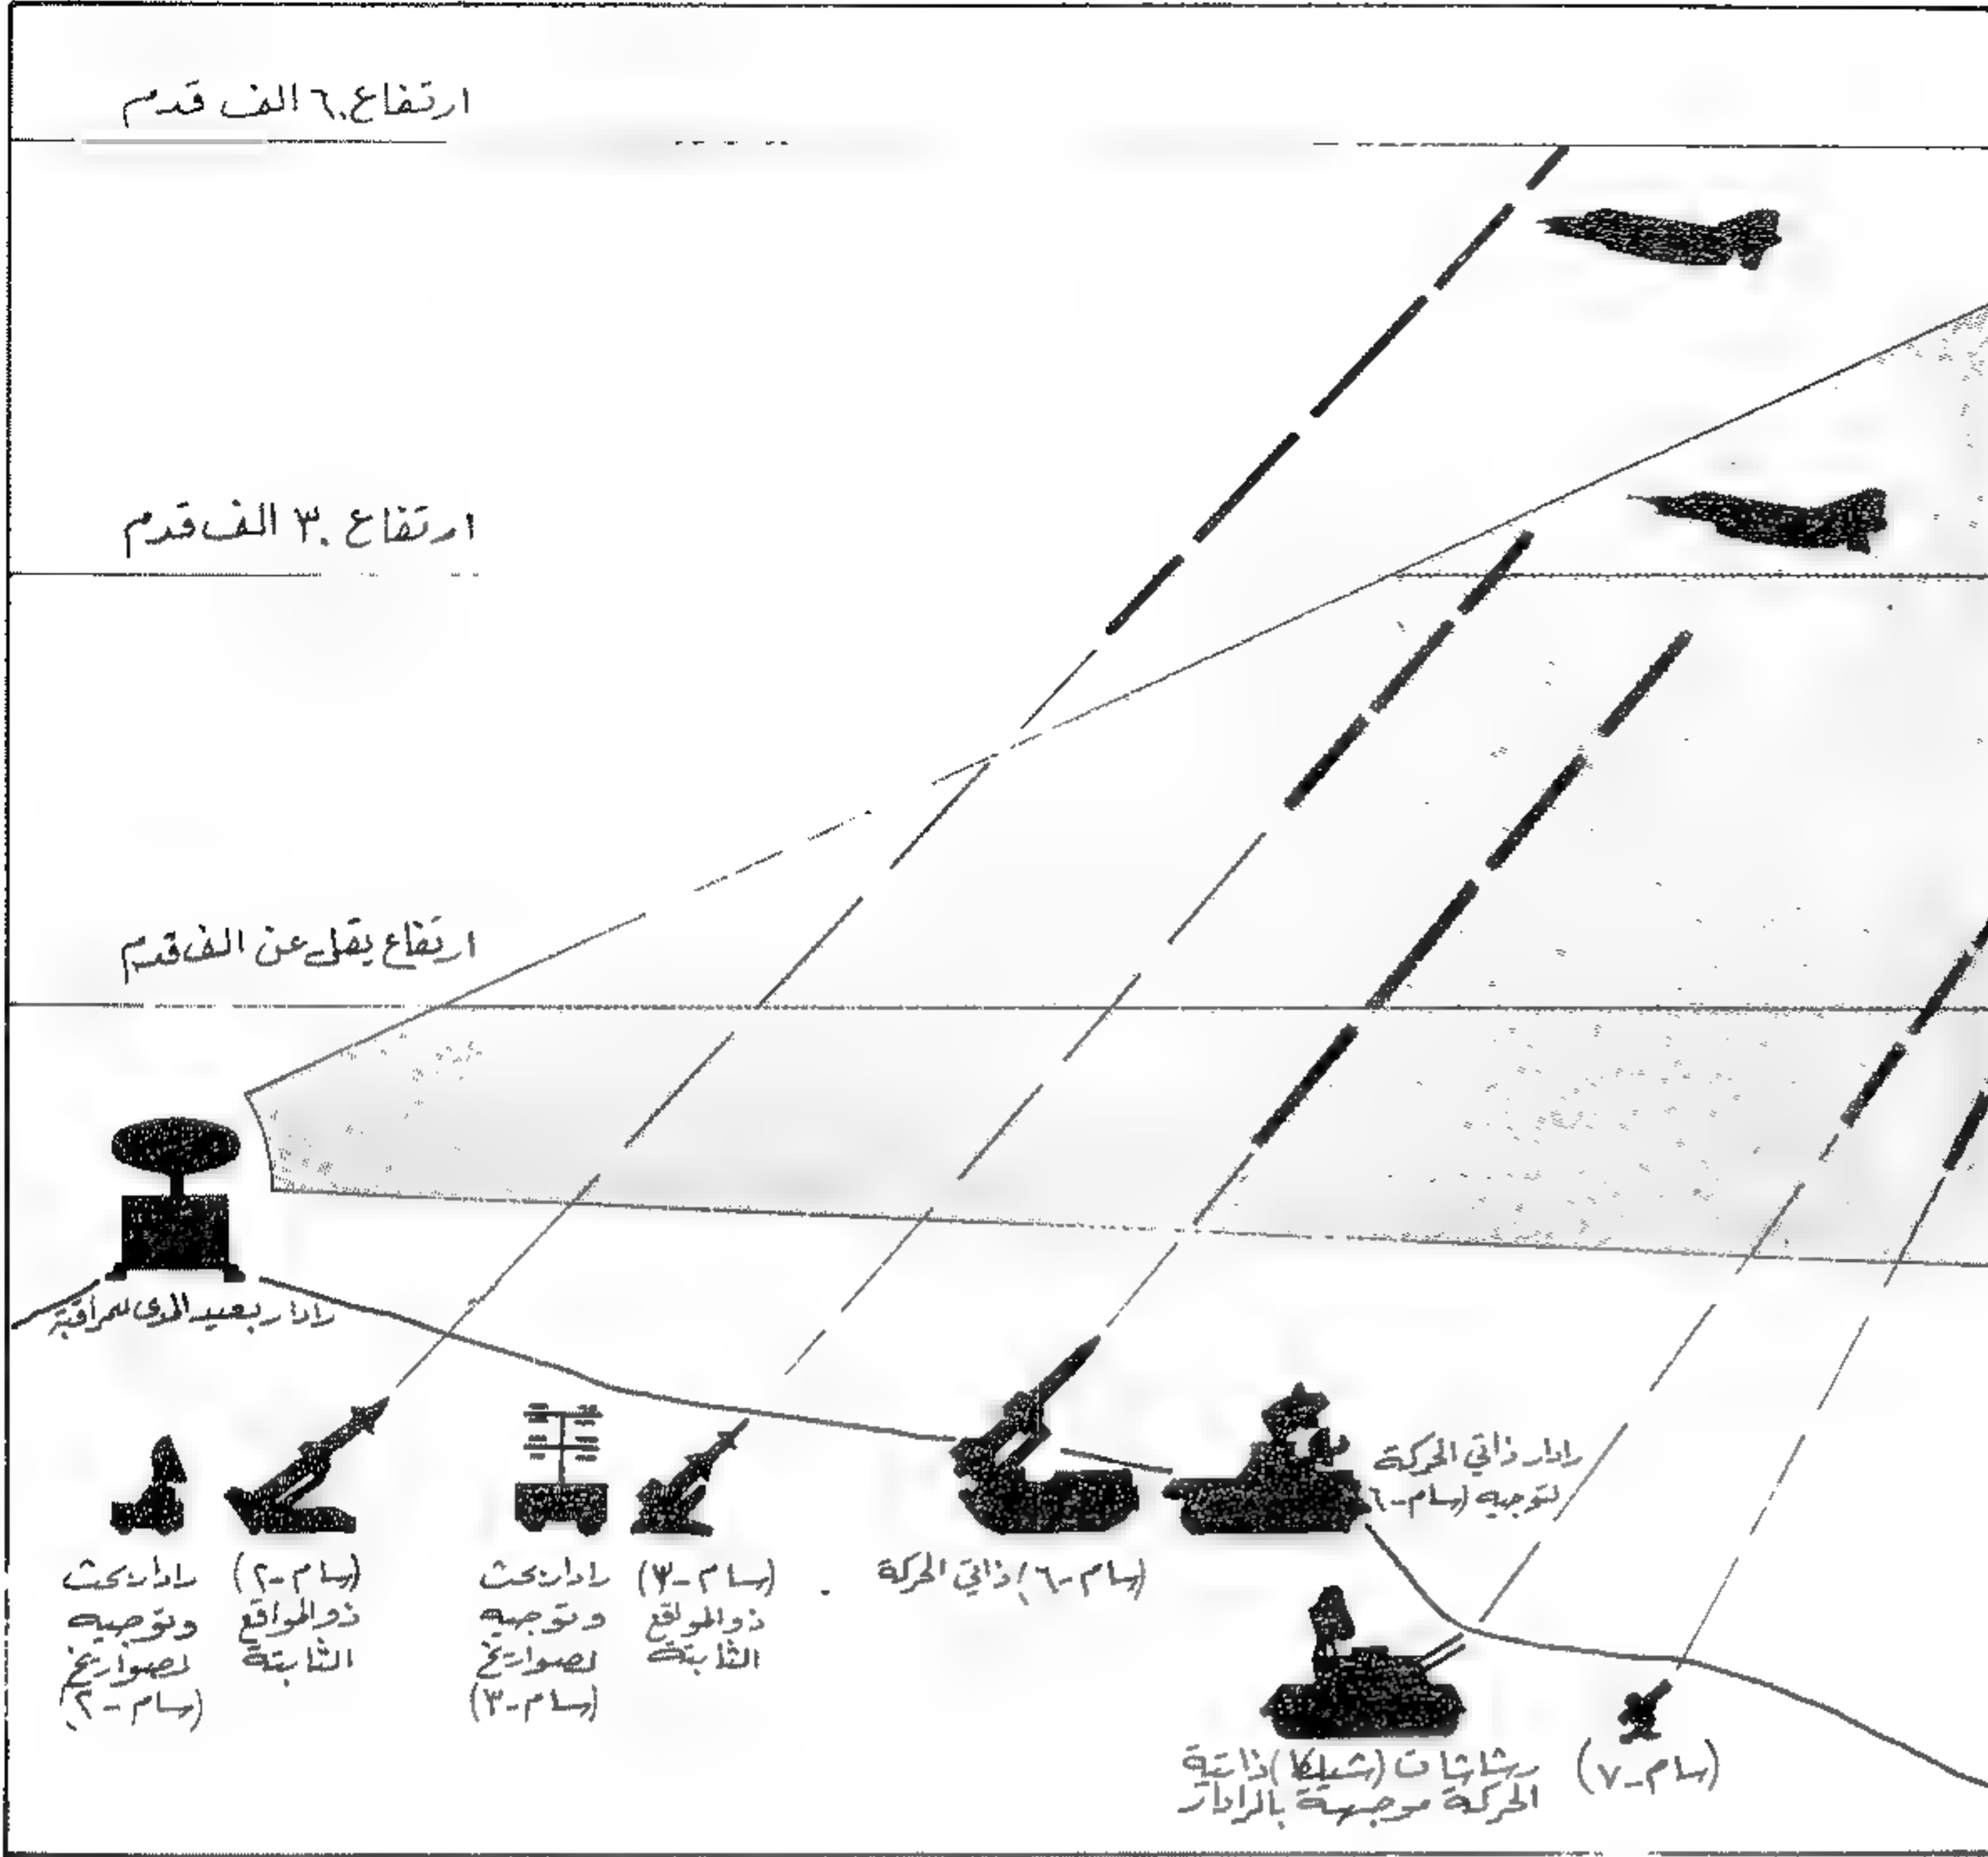 ارتفاع ٦٠ الف قدم
ارتفاع ٣٠ الف قدم
ارتفاع يقل عن الف قدم
رادار بعيد المدى للمراقبة
رادار ذاتي الحركة
لتوجيه (سام-٦)
(سام-٦) ذاتي الحركة
(سام-٣)
ذو المواقع
الثابتة
رادار بحث
وتوجيه
لصواريخ
(سام-٣)
(سام-٢)
ذو المواقع
الثابتة
رادار بحث
وتوجيه
لصواريخ
(سام-٢)
(سام-٧)
رشاشات (شيلكا) ذاتية
الحركة موجهة بالرادار